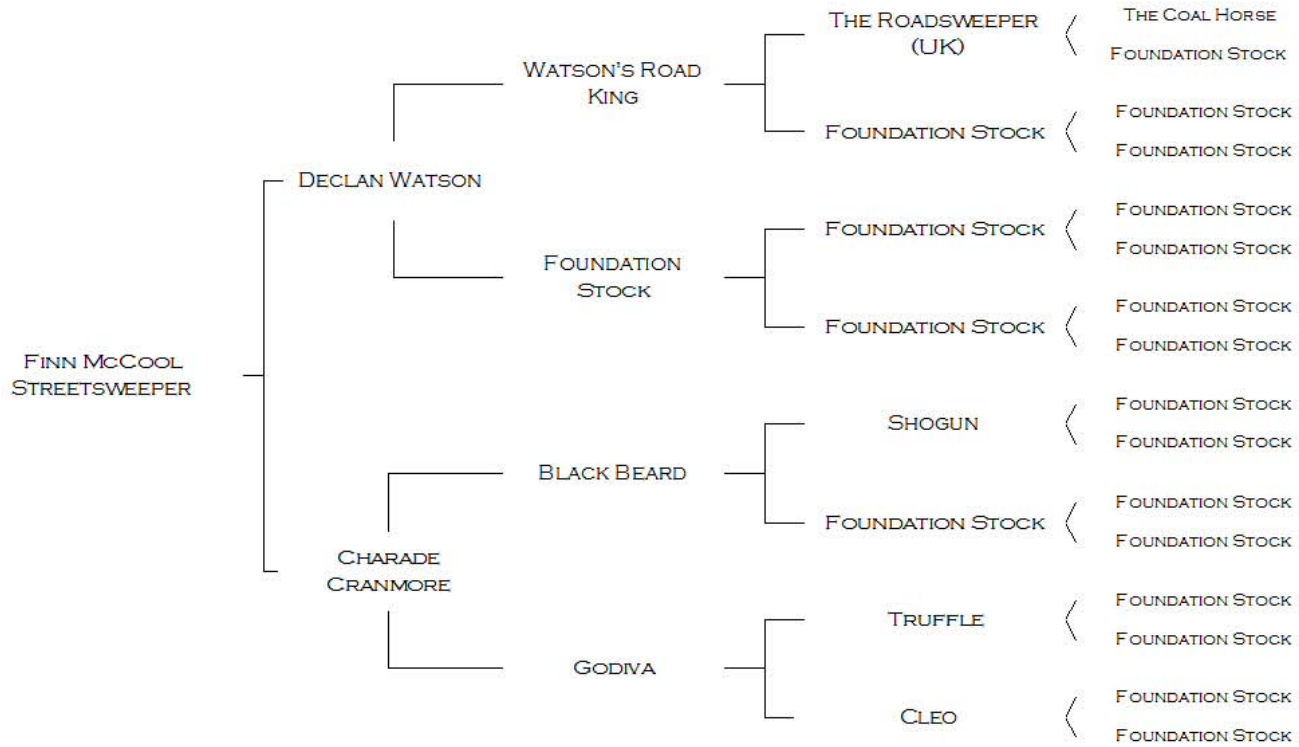 The Roadsweeper
(UK)
The Coal Horse
Foundation Stock
Watson's Road
King
Foundation Stock
Foundation Stock
Foundation Stock
Declan Watson
Foundation Stock
Foundation Stock
Foundation Stock
Foundation
Stock
Foundation Stock
Foundation Stock
Foundation Stock
Finn McCool
Streetsweeper
Shogun
Foundation Stock
Foundation Stock
Black Beard
Foundation Stock
Foundation Stock
Foundation Stock
Charade
Cranmore
Truffle
Foundation Stock
Foundation Stock
Godiva
Cleo
Foundation Stock
Foundation Stock